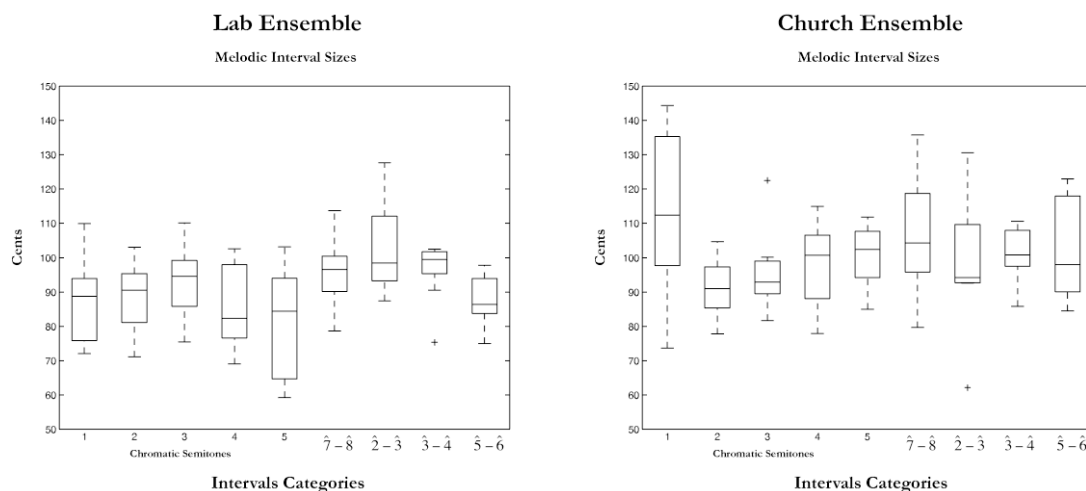 Lab Ensemble
Melodic Interval Sizes
150
140
130
120
110
100
90
80
70
60
50
Cents
1 2 3 4 5 7̂ – 8̂ 2̂ – 3̂ 3̂ – 4̂ 5̂ – 6̂
Chromatic Semitones
Intervals Categories
Church Ensemble
Melodic Interval Sizes
150
140
130
120
110
100
90
80
70
60
50
Cents
1 2 3 4 5 7̂ – 8̂ 2̂ – 3̂ 3̂ – 4̂ 5̂ – 6̂
Chromatic Semitones
Intervals Categories